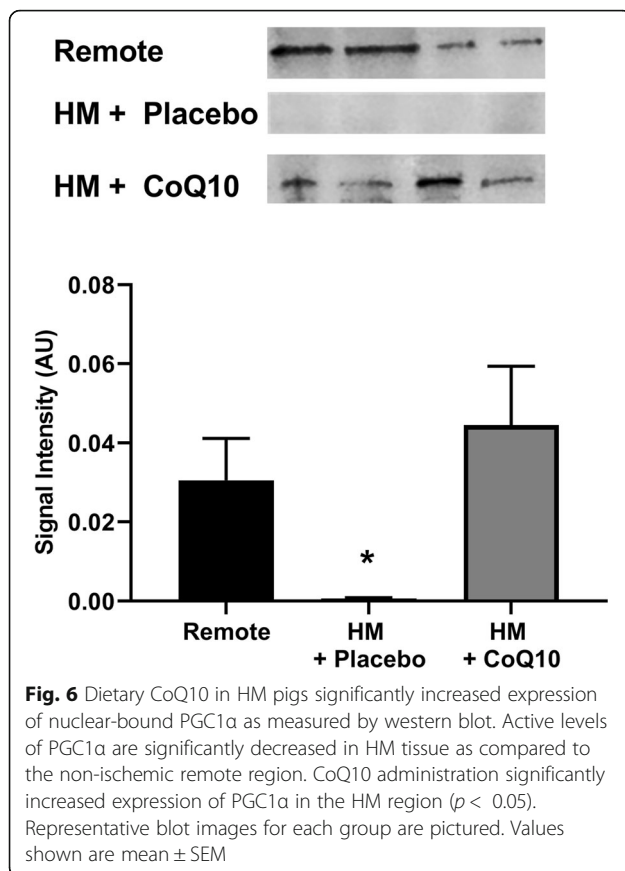 Remote
HM + Placebo
HM + CoQ10
0.08
0.06
0.04
0.02
0.00
Signal Intensity (AU)
*
Remote HM HM
+ Placebo + CoQ10
Fig. 6 Dietary CoQ10 in HM pigs significantly increased expression
of nuclear-bound PGC1α as measured by western blot. Active levels
of PGC1α are significantly decreased in HM tissue as compared to
the non-ischemic remote region. CoQ10 administration significantly
increased expression of PGC1α in the HM region (p < 0.05).
Representative blot images for each group are pictured. Values
shown are mean ± SEM